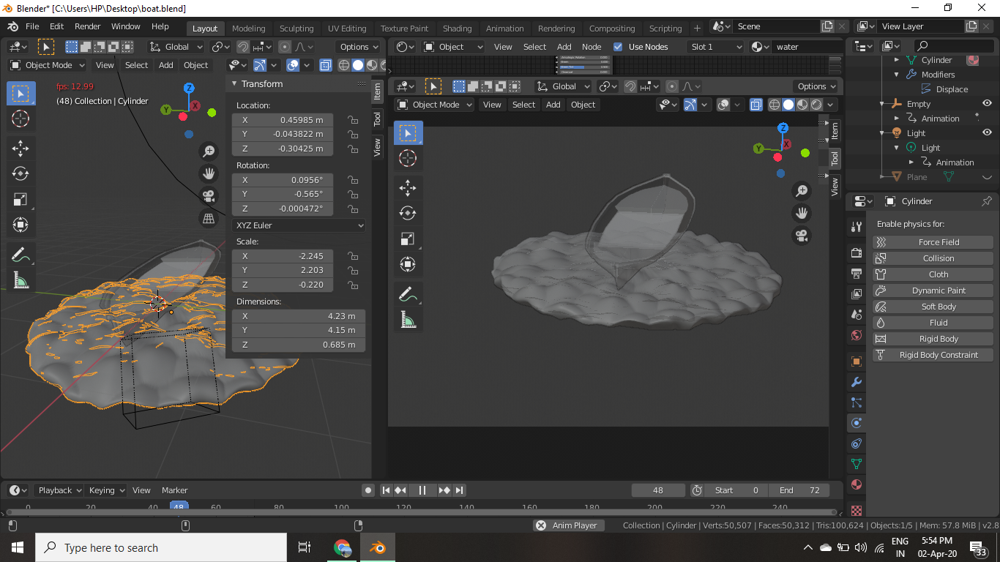 Blender* [C:\Users\HP\Desktop\boat.blend]
File Edit Render Window Help Layout Modeling Sculpting UV Editing Texture Paint Shading Animation Rendering Compositing Scripting + Scene View Layer
Global Options
Object View Select Add Node Use Nodes Slot 1 water
Object Mode View Select Add Object
fps: 12.99
(48) Collection | Cylinder
Z
Y
X
Transform
Location:
X 0.45985 m
Y -0.043822 m
Z -0.30425 m
Rotation:
X 0.0956°
Y -0.565°
Z -0.000472°
XYZ Euler
Scale:
X -2.245
Y 2.203
Z -0.220
Dimensions:
X 4.23 m
Y 4.15 m
Z 0.685 m
Item
Tool
View
Global Options
Object Mode View Select Add Object
Z
Y
X
Item
Tool
View
Cylinder
Modifiers
Displace
Empty
Animation
Light
Light
Animation
Plane
Cylinder
Enable physics for:
Force Field
Collision
Cloth
Dynamic Paint
Soft Body
Fluid
Rigid Body
Rigid Body Constraint
Playback Keying View Marker 48 Start 0 End 72
0 20 40 48 60 80 100 120 140 160 180 200 220 240
Anim Player Collection | Cylinder | Verts:50,507 | Faces:50,312 | Tris:100,624 | Objects:1/5 | Mem: 57.8 MiB | v2.8
Type here to search
ENG
IN
5:54 PM
02-Apr-20
33